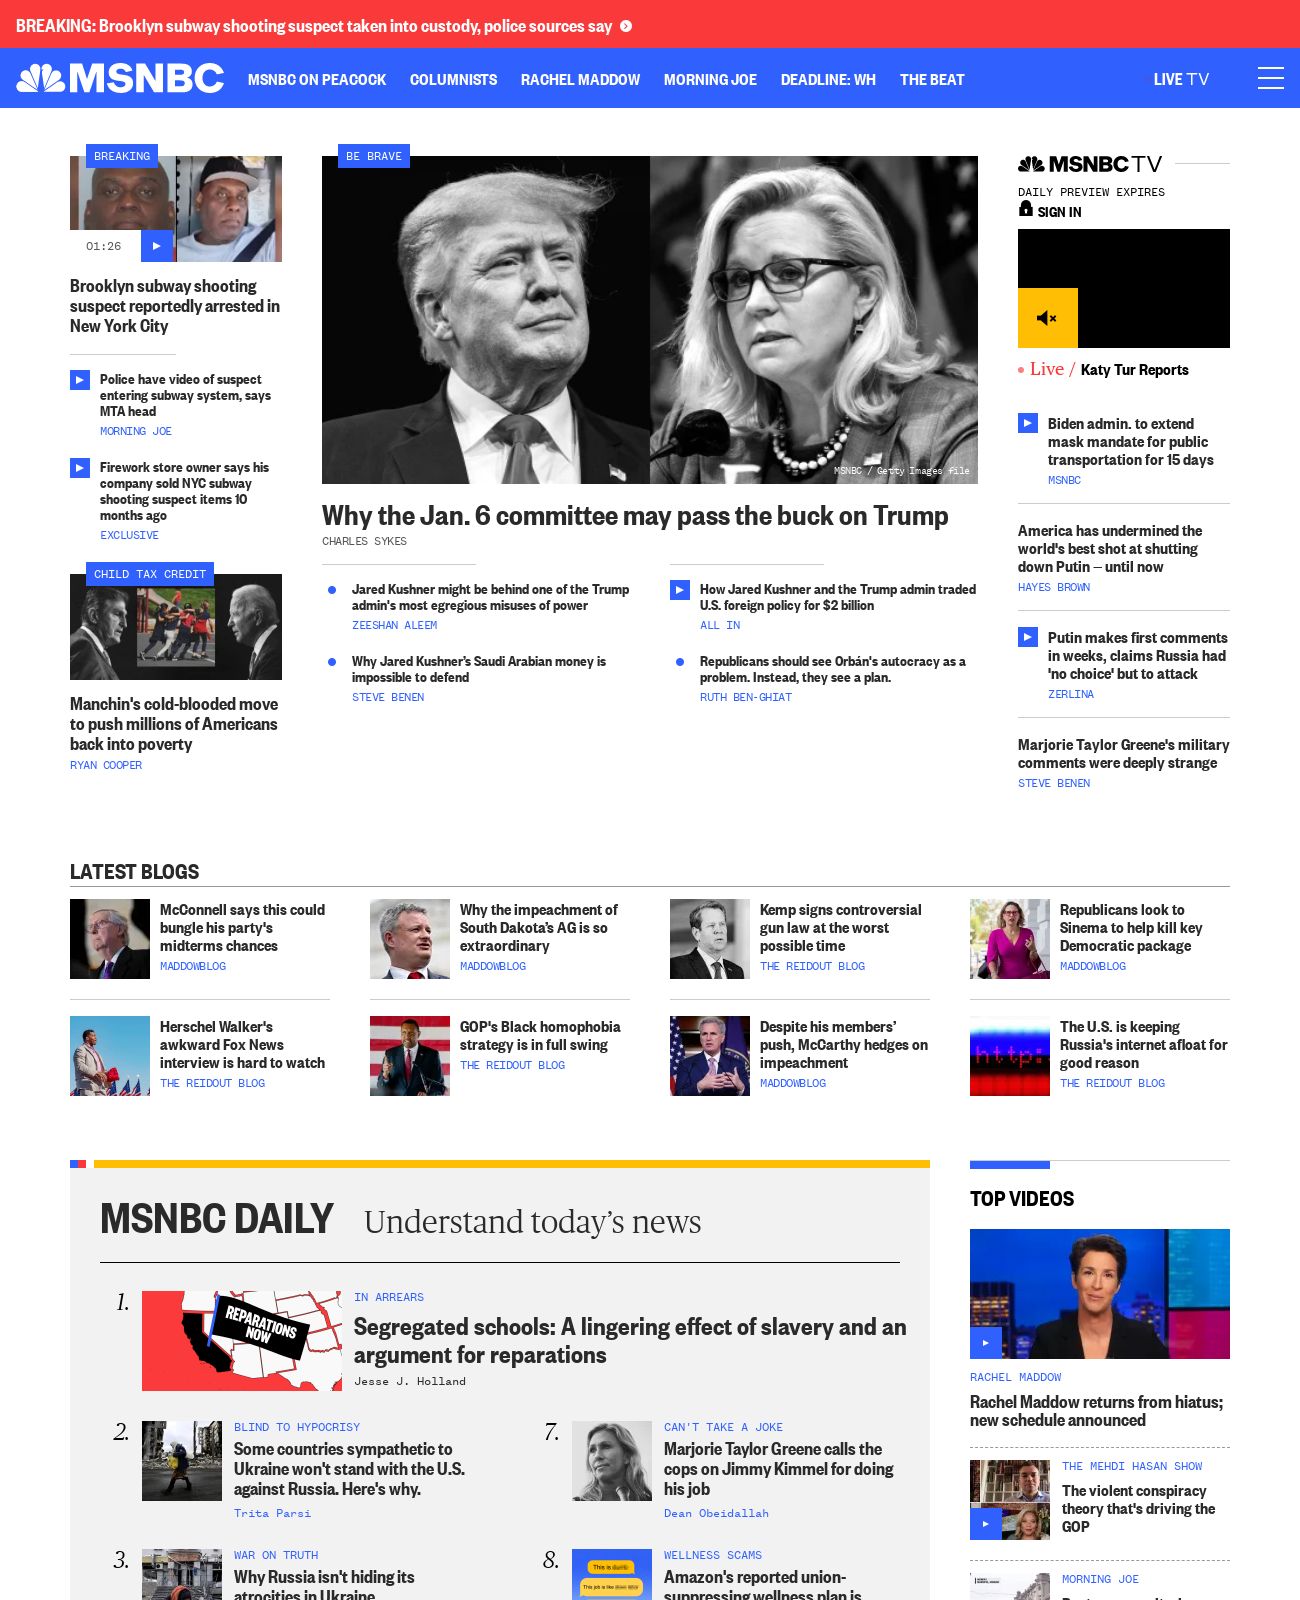 BREAKING: Brooklyn subway shooting suspect taken into custody, police sources say
MSNBC
MSNBC ON PEACOCK
COLUMNISTS
RACHEL MADDOW
MORNING JOE
DEADLINE: WH
THE BEAT
LIVE TV
BREAKING
01:26
Brooklyn subway shooting
suspect reportedly arrested in
New York City
Police have video of suspect
entering subway system, says
MTA head
MORNING JOE
Firework store owner says his
company sold NYC subway
shooting suspect items 10
months ago
EXCLUSIVE
CHILD TAX CREDIT
Manchin's cold-blooded move
to push millions of Americans
back into poverty
RYAN COOPER
BE BRAVE
MSNBC / Getty Images file
Why the Jan. 6 committee may pass the buck on Trump
CHARLES SYKES
Jared Kushner might be behind one of the Trump
admin's most egregious misuses of power
ZEESHAN ALEEM
Why Jared Kushner's Saudi Arabian money is
impossible to defend
STEVE BENEN
How Jared Kushner and the Trump admin traded
U.S. foreign policy for $2 billion
ALL IN
Republicans should see Orbán's autocracy as a
problem. Instead, they see a plan.
RUTH BEN-GHIAT
MSNBC TV
DAILY PREVIEW EXPIRES
SIGN IN
Live / Katy Tur Reports
Biden admin. to extend
mask mandate for public
transportation for 15 days
MSNBC
America has undermined the
world's best shot at shutting
down Putin — until now
HAYES BROWN
Putin makes first comments
in weeks, claims Russia had
'no choice' but to attack
ZERLINA
Marjorie Taylor Greene's military
comments were deeply strange
STEVE BENEN
LATEST BLOGS
McConnell says this could
bungle his party's
midterms chances
MADDOWBLOG
Why the impeachment of
South Dakota's AG is so
extraordinary
MADDOWBLOG
Kemp signs controversial
gun law at the worst
possible time
THE REIDOUT BLOG
Republicans look to
Sinema to help kill key
Democratic package
MADDOWBLOG
Herschel Walker's
awkward Fox News
interview is hard to watch
THE REIDOUT BLOG
GOP's Black homophobia
strategy is in full swing
THE REIDOUT BLOG
Despite his members'
push, McCarthy hedges on
impeachment
MADDOWBLOG
http:
The U.S. is keeping
Russia's internet afloat for
good reason
THE REIDOUT BLOG
MSNBC DAILY
Understand today's news
1.
REPARATIONS
NOW
IN ARREARS
Segregated schools: A lingering effect of slavery and an
argument for reparations
Jesse J. Holland
2.
BLIND TO HYPOCRISY
Some countries sympathetic to
Ukraine won't stand with the U.S.
against Russia. Here's why.
Trita Parsi
7.
CAN'T TAKE A JOKE
Marjorie Taylor Greene calls the
cops on Jimmy Kimmel for doing
his job
Dean Obeidallah
3.
WAR ON TRUTH
Why Russia isn't hiding its
atrocities in Ukraine
8.
This is dumb
WELLNESS SCAMS
Amazon's reported union-
suppressing wellness plan is
TOP VIDEOS
RACHEL MADDOW
Rachel Maddow returns from hiatus;
new schedule announced
THE MEHDI HASAN SHOW
The violent conspiracy
theory that's driving the
GOP
MORNING JOE